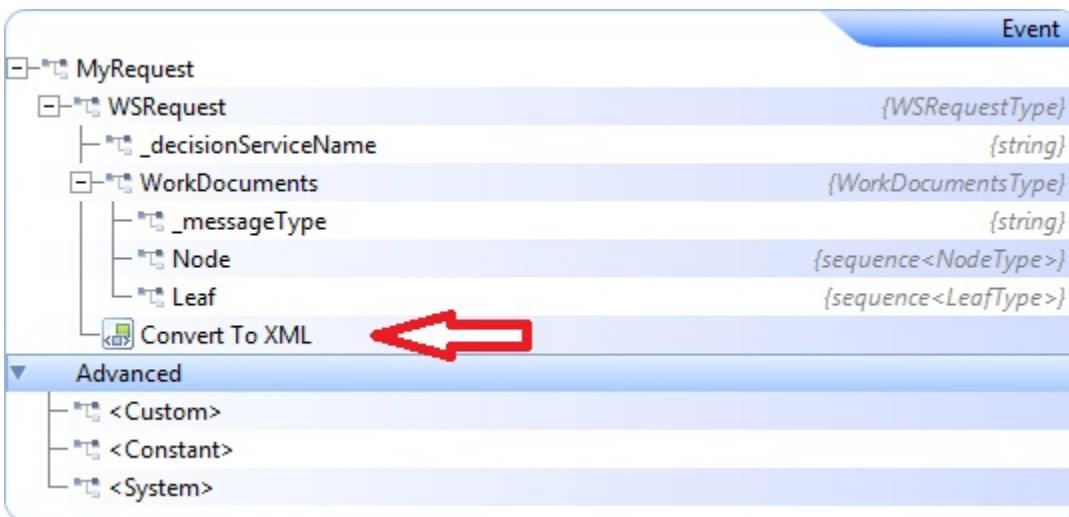 Event
MyRequest
WSRequest {WSRequestType}
_decisionServiceName {string}
WorkDocuments {WorkDocumentsType}
_messageType {string}
Node {sequence<NodeType>}
Leaf {sequence<LeafType>}
Convert To XML
Advanced
<Custom>
<Constant>
<System>